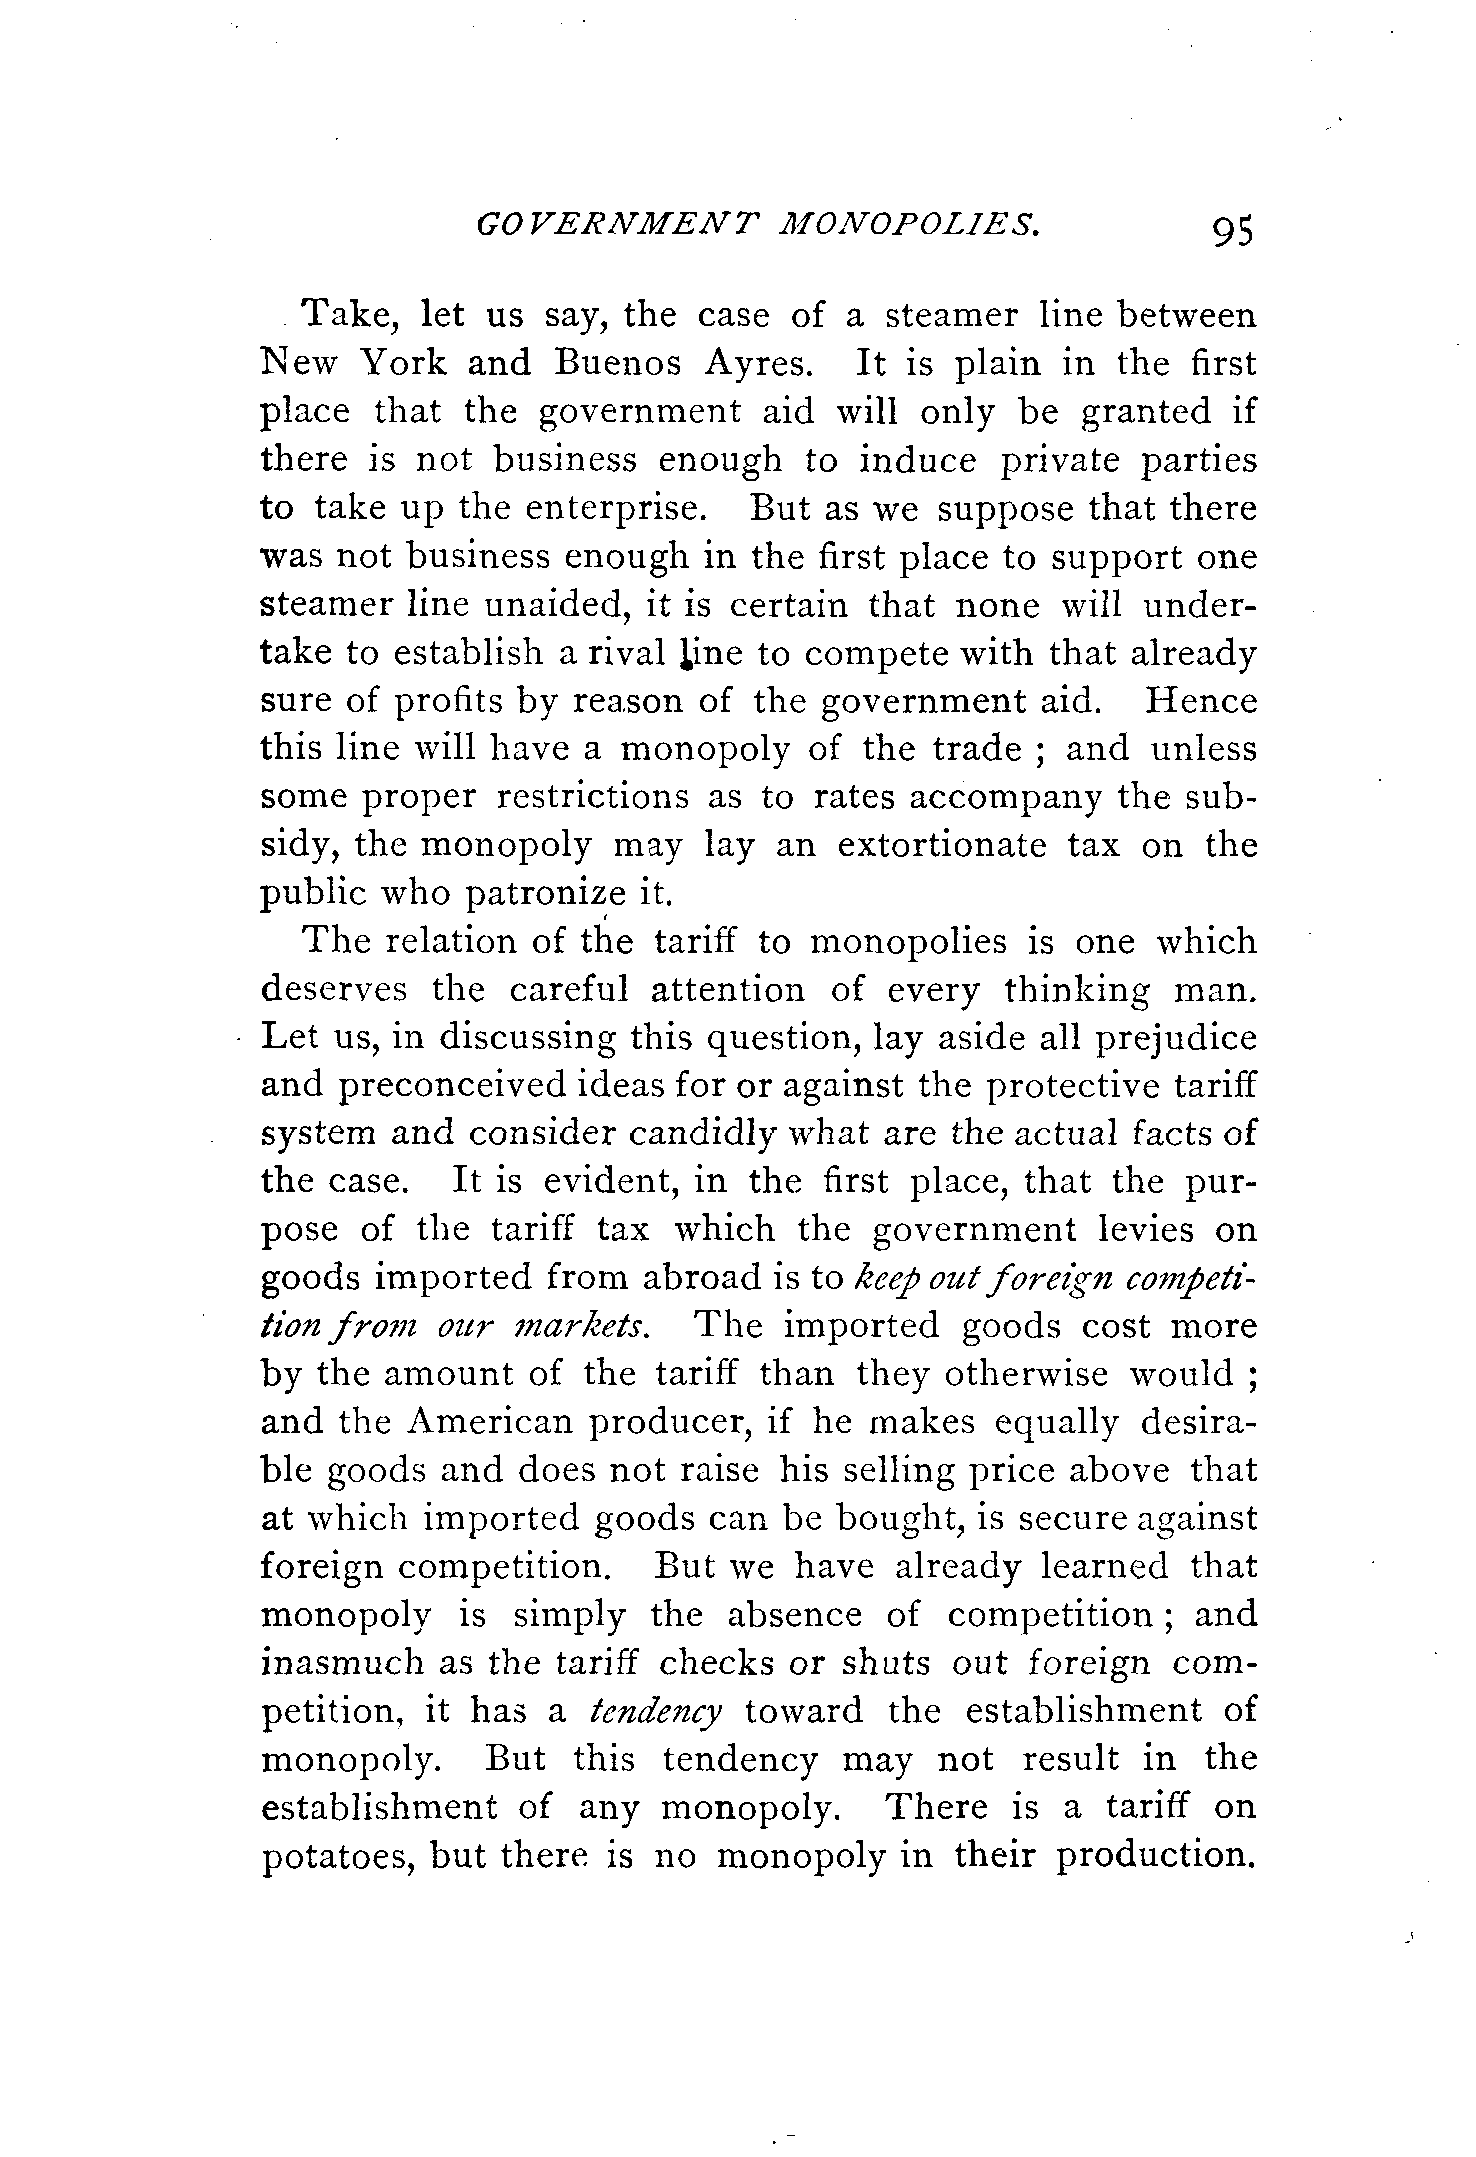 GOVERNMENT MONOPOLIES. 95
Take, let us say, the case of a steamer line between
New York and Buenos Ayres. It is plain in the first
place that the government aid will only be granted if
there is not business enough to induce private parties
to take up the enterprise. But as we suppose that there
was not business enough in the first place to support one
steamer line unaided, it is certain that none will under-
take to establish a rival line to compete with that already
sure of profits by reason of the government aid. Hence
this line will have a monopoly of the trade ; and unless
some proper restrictions as to rates accompany the sub-
sidy, the monopoly may lay an extortionate tax on the
public who patronize it.
The relation of the tariff to monopolies is one which
deserves the careful attention of every thinking man.
Let us, in discussing this question, lay aside all prejudice
and preconceived ideas for or against the protective tariff
system and consider candidly what are the actual facts of
the case. It is evident, in the first place, that the pur-
pose of the tariff tax which the government levies on
goods imported from abroad is to keep out foreign competi-
tion from our markets. The imported goods cost more
by the amount of the tariff than they otherwise would ;
and the American producer, if he makes equally desira-
ble goods and does not raise his selling price above that
at which imported goods can be bought, is secure against
foreign competition. But we have already learned that
monopoly is simply the absence of competition ; and
inasmuch as the tariff checks or shuts out foreign com-
petition, it has a tendency toward the establishment of
monopoly. But this tendency may not result in the
establishment of any monopoly. There is a tariff on
potatoes, but there is no monopoly in their production.